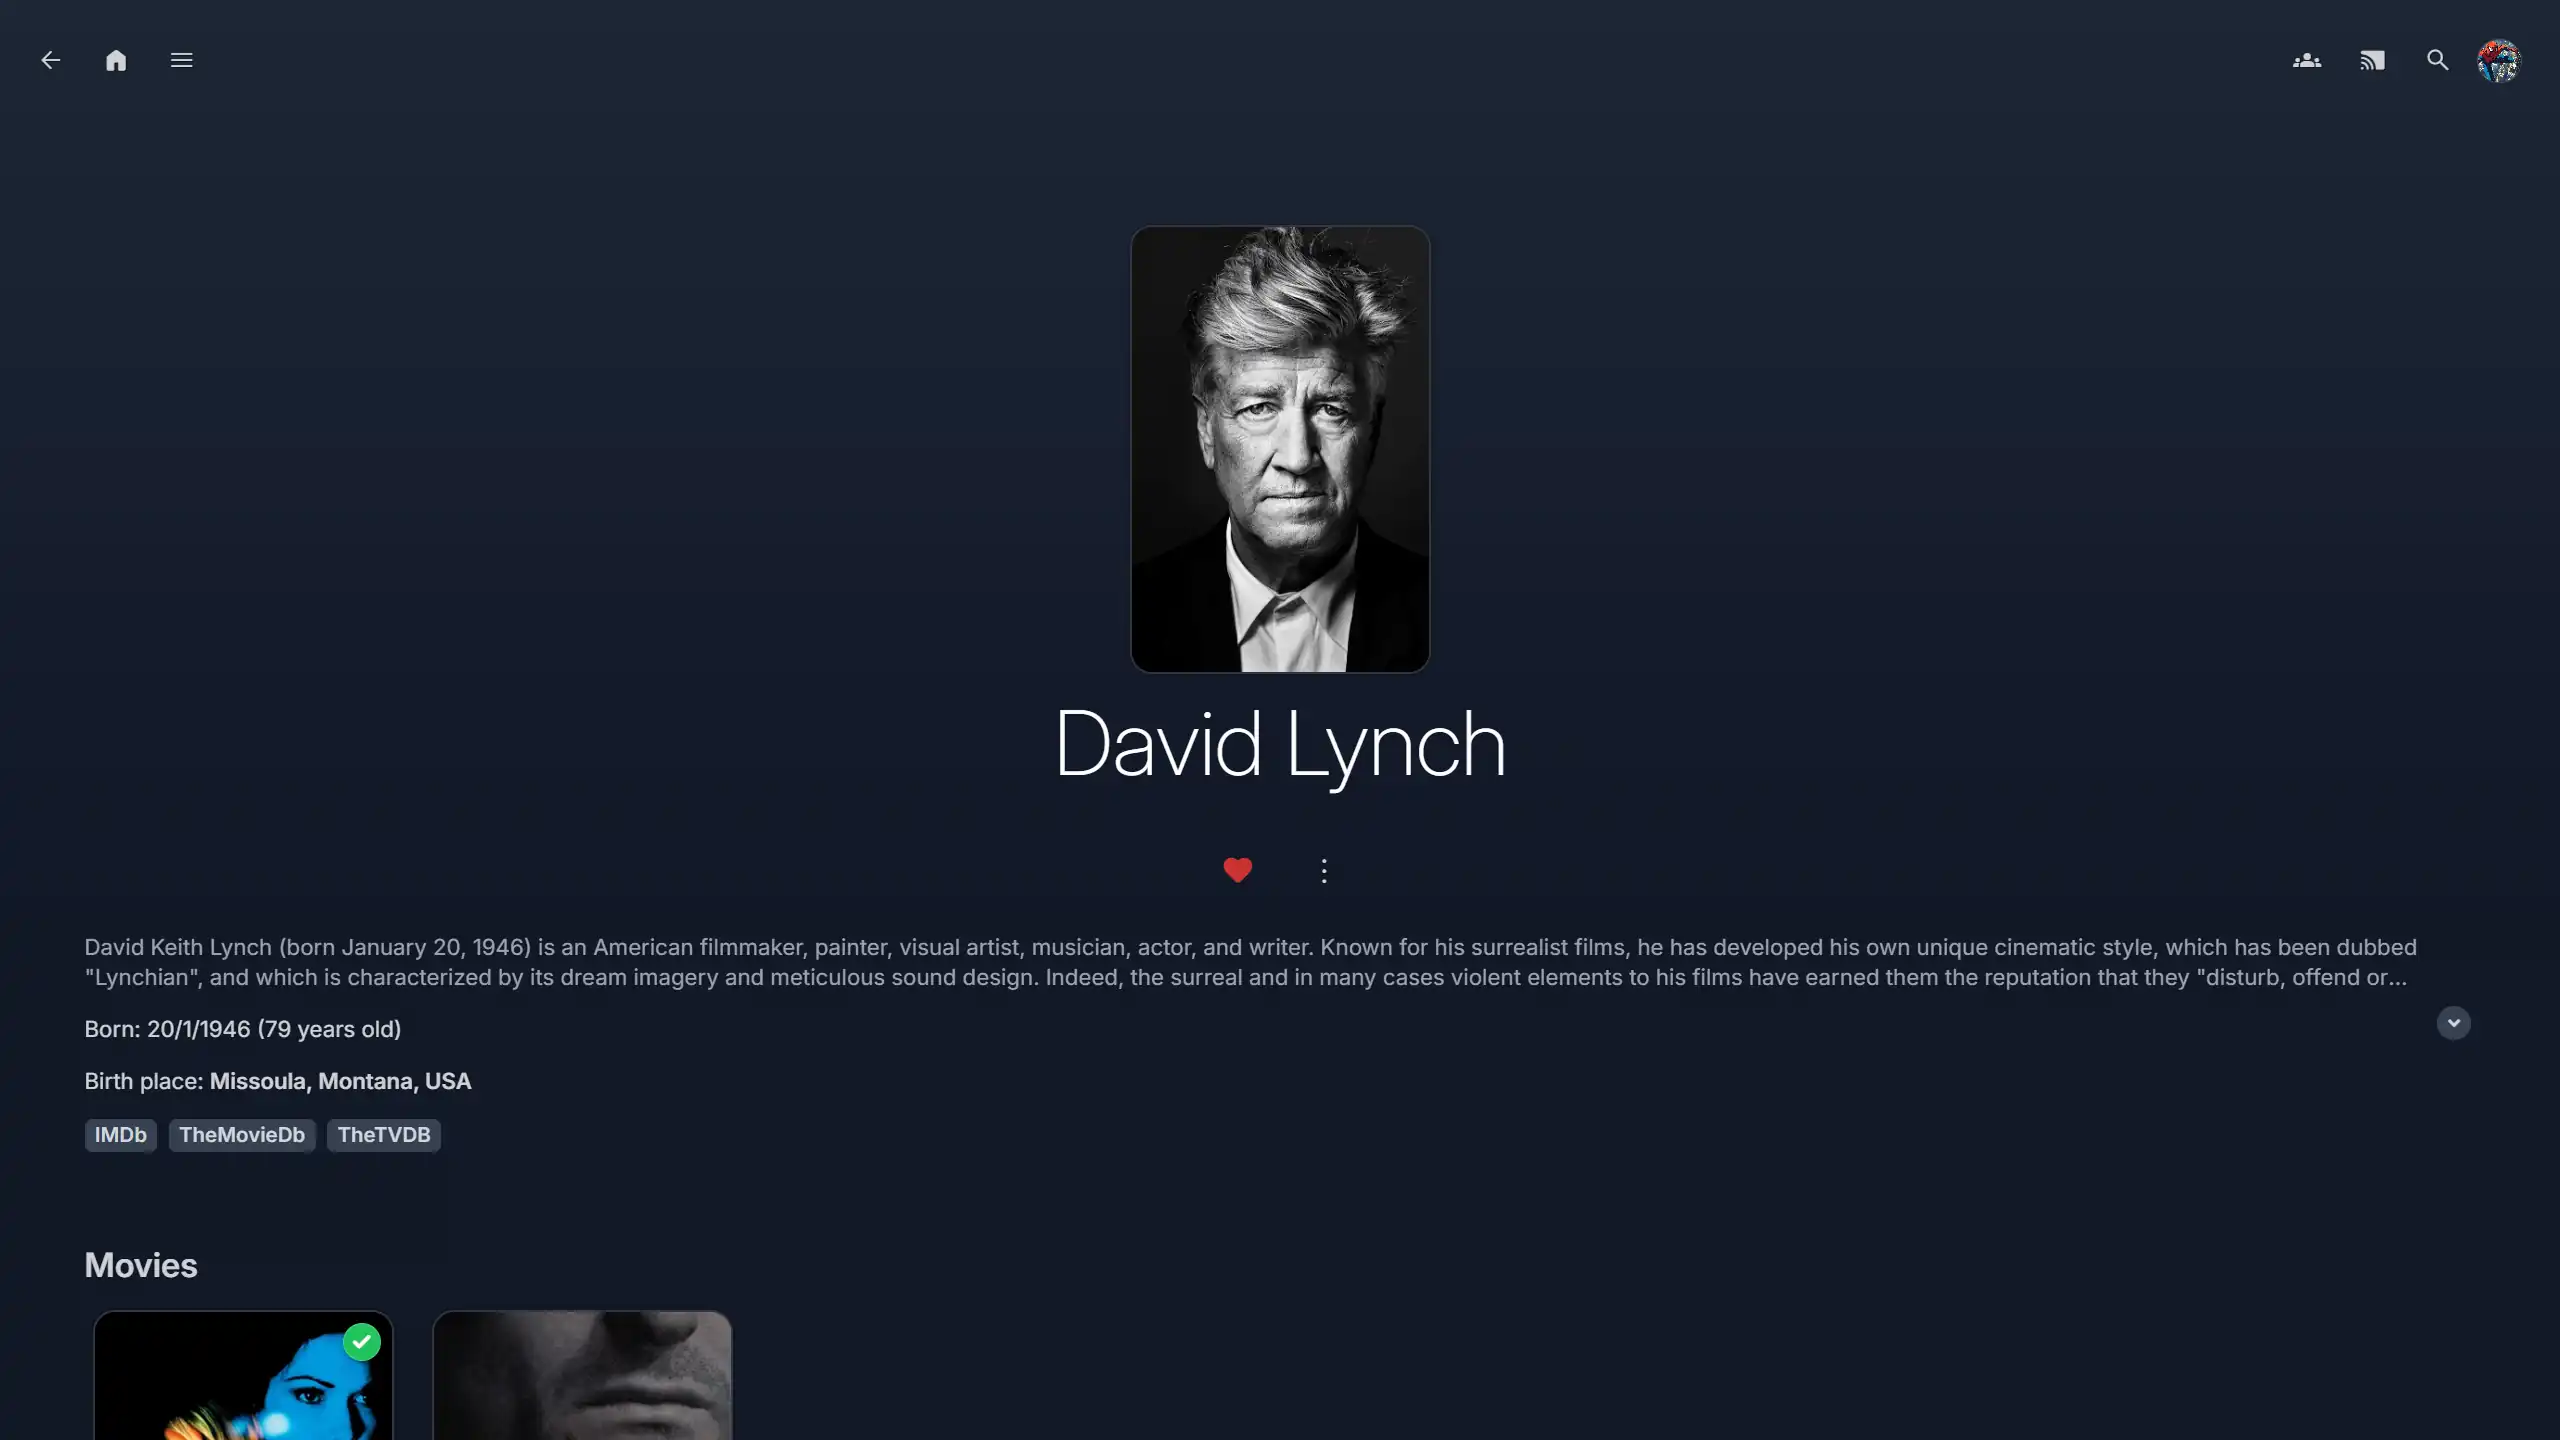 David Lynch
David Keith Lynch (born January 20, 1946) is an American filmmaker, painter, visual artist, musician, actor, and writer. Known for his surrealist films, he has developed his own unique cinematic style, which has been dubbed
"Lynchian", and which is characterized by its dream imagery and meticulous sound design. Indeed, the surreal and in many cases violent elements to his films have earned them the reputation that they "disturb, offend or...
Born: 20/1/1946 (79 years old)
Birth place: Missoula, Montana, USA
IMDb TheMovieDb TheTVDB
Movies